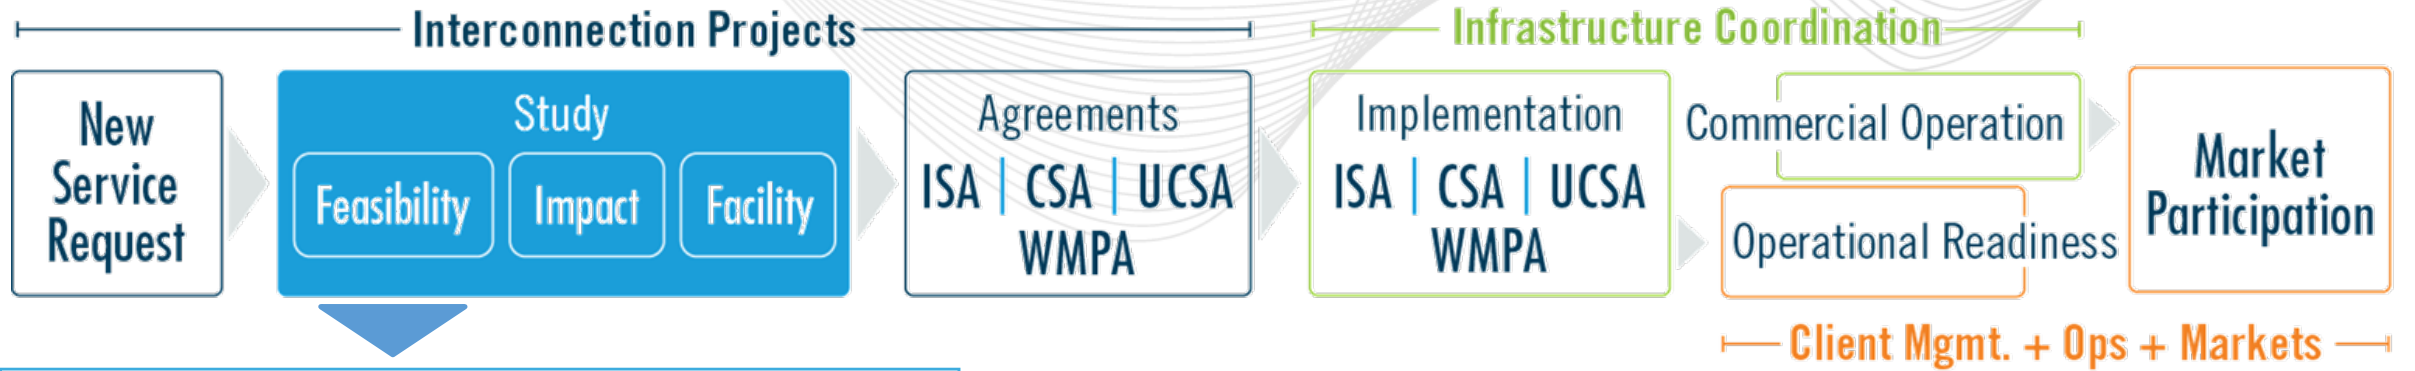 Interconnection Projects
Infrastructure Coordination
New
Service
Request
Study
Feasibility
Impact
Facility
Agreements
ISA | CSA | UCSA
WMPA
Implementation
ISA | CSA | UCSA
WMPA
Commercial Operation
Operational Readiness
Market
Participation
Client Mgmt. + Ops + Markets